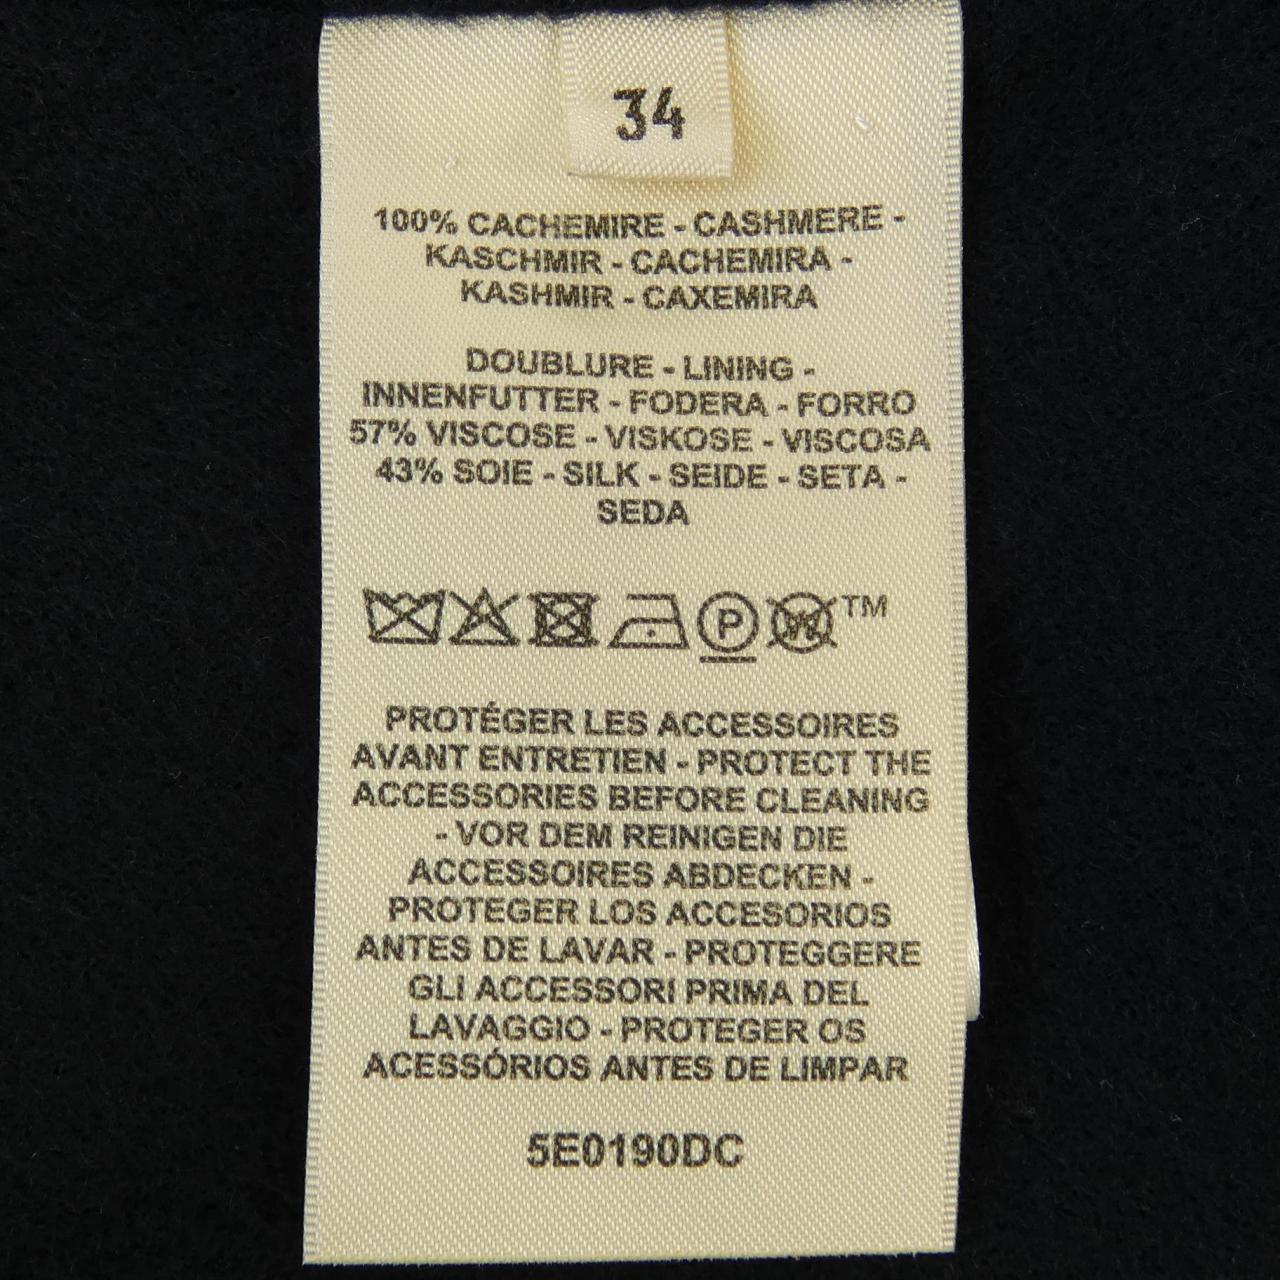 34
100% CACHEMIRE - CASHMERE -
KASCHMIR - CACHEMIRA -
KASHMIR - CAXEMIRA
DOUBLURE - LINING -
INNENFUTTER - FODERA - FORRO
57% VISCOSE - VISKOSE - VISCOSA
43% SOIE - SILK - SEIDE - SETA -
SEDA
P W TM
PROTÉGER LES ACCESSOIRES
AVANT ENTRETIEN - PROTECT THE
ACCESSORIES BEFORE CLEANING
- VOR DEM REINIGEN DIE
ACCESSOIRES ABDECKEN -
PROTEGER LOS ACCESORIOS
ANTES DE LAVAR - PROTEGGERE
GLI ACCESSORI PRIMA DEL
LAVAGGIO - PROTEGER OS
ACESSÓRIOS ANTES DE LIMPAR
5E0190DC